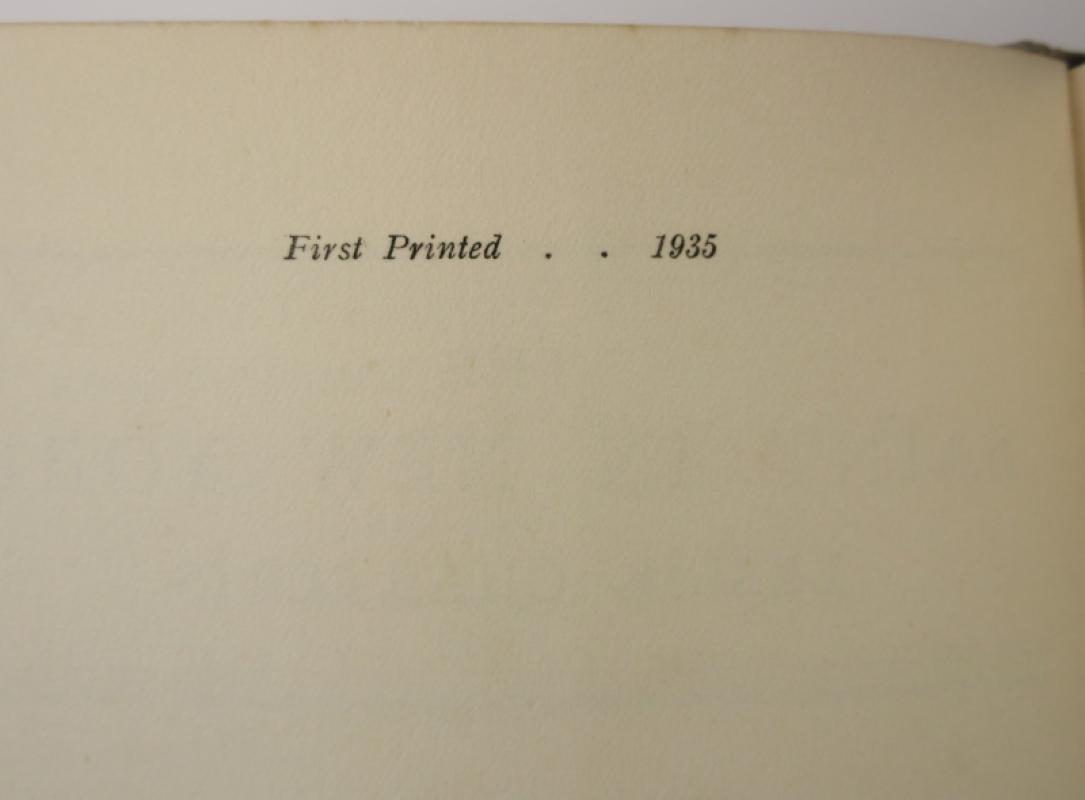 First Printed . . 1935